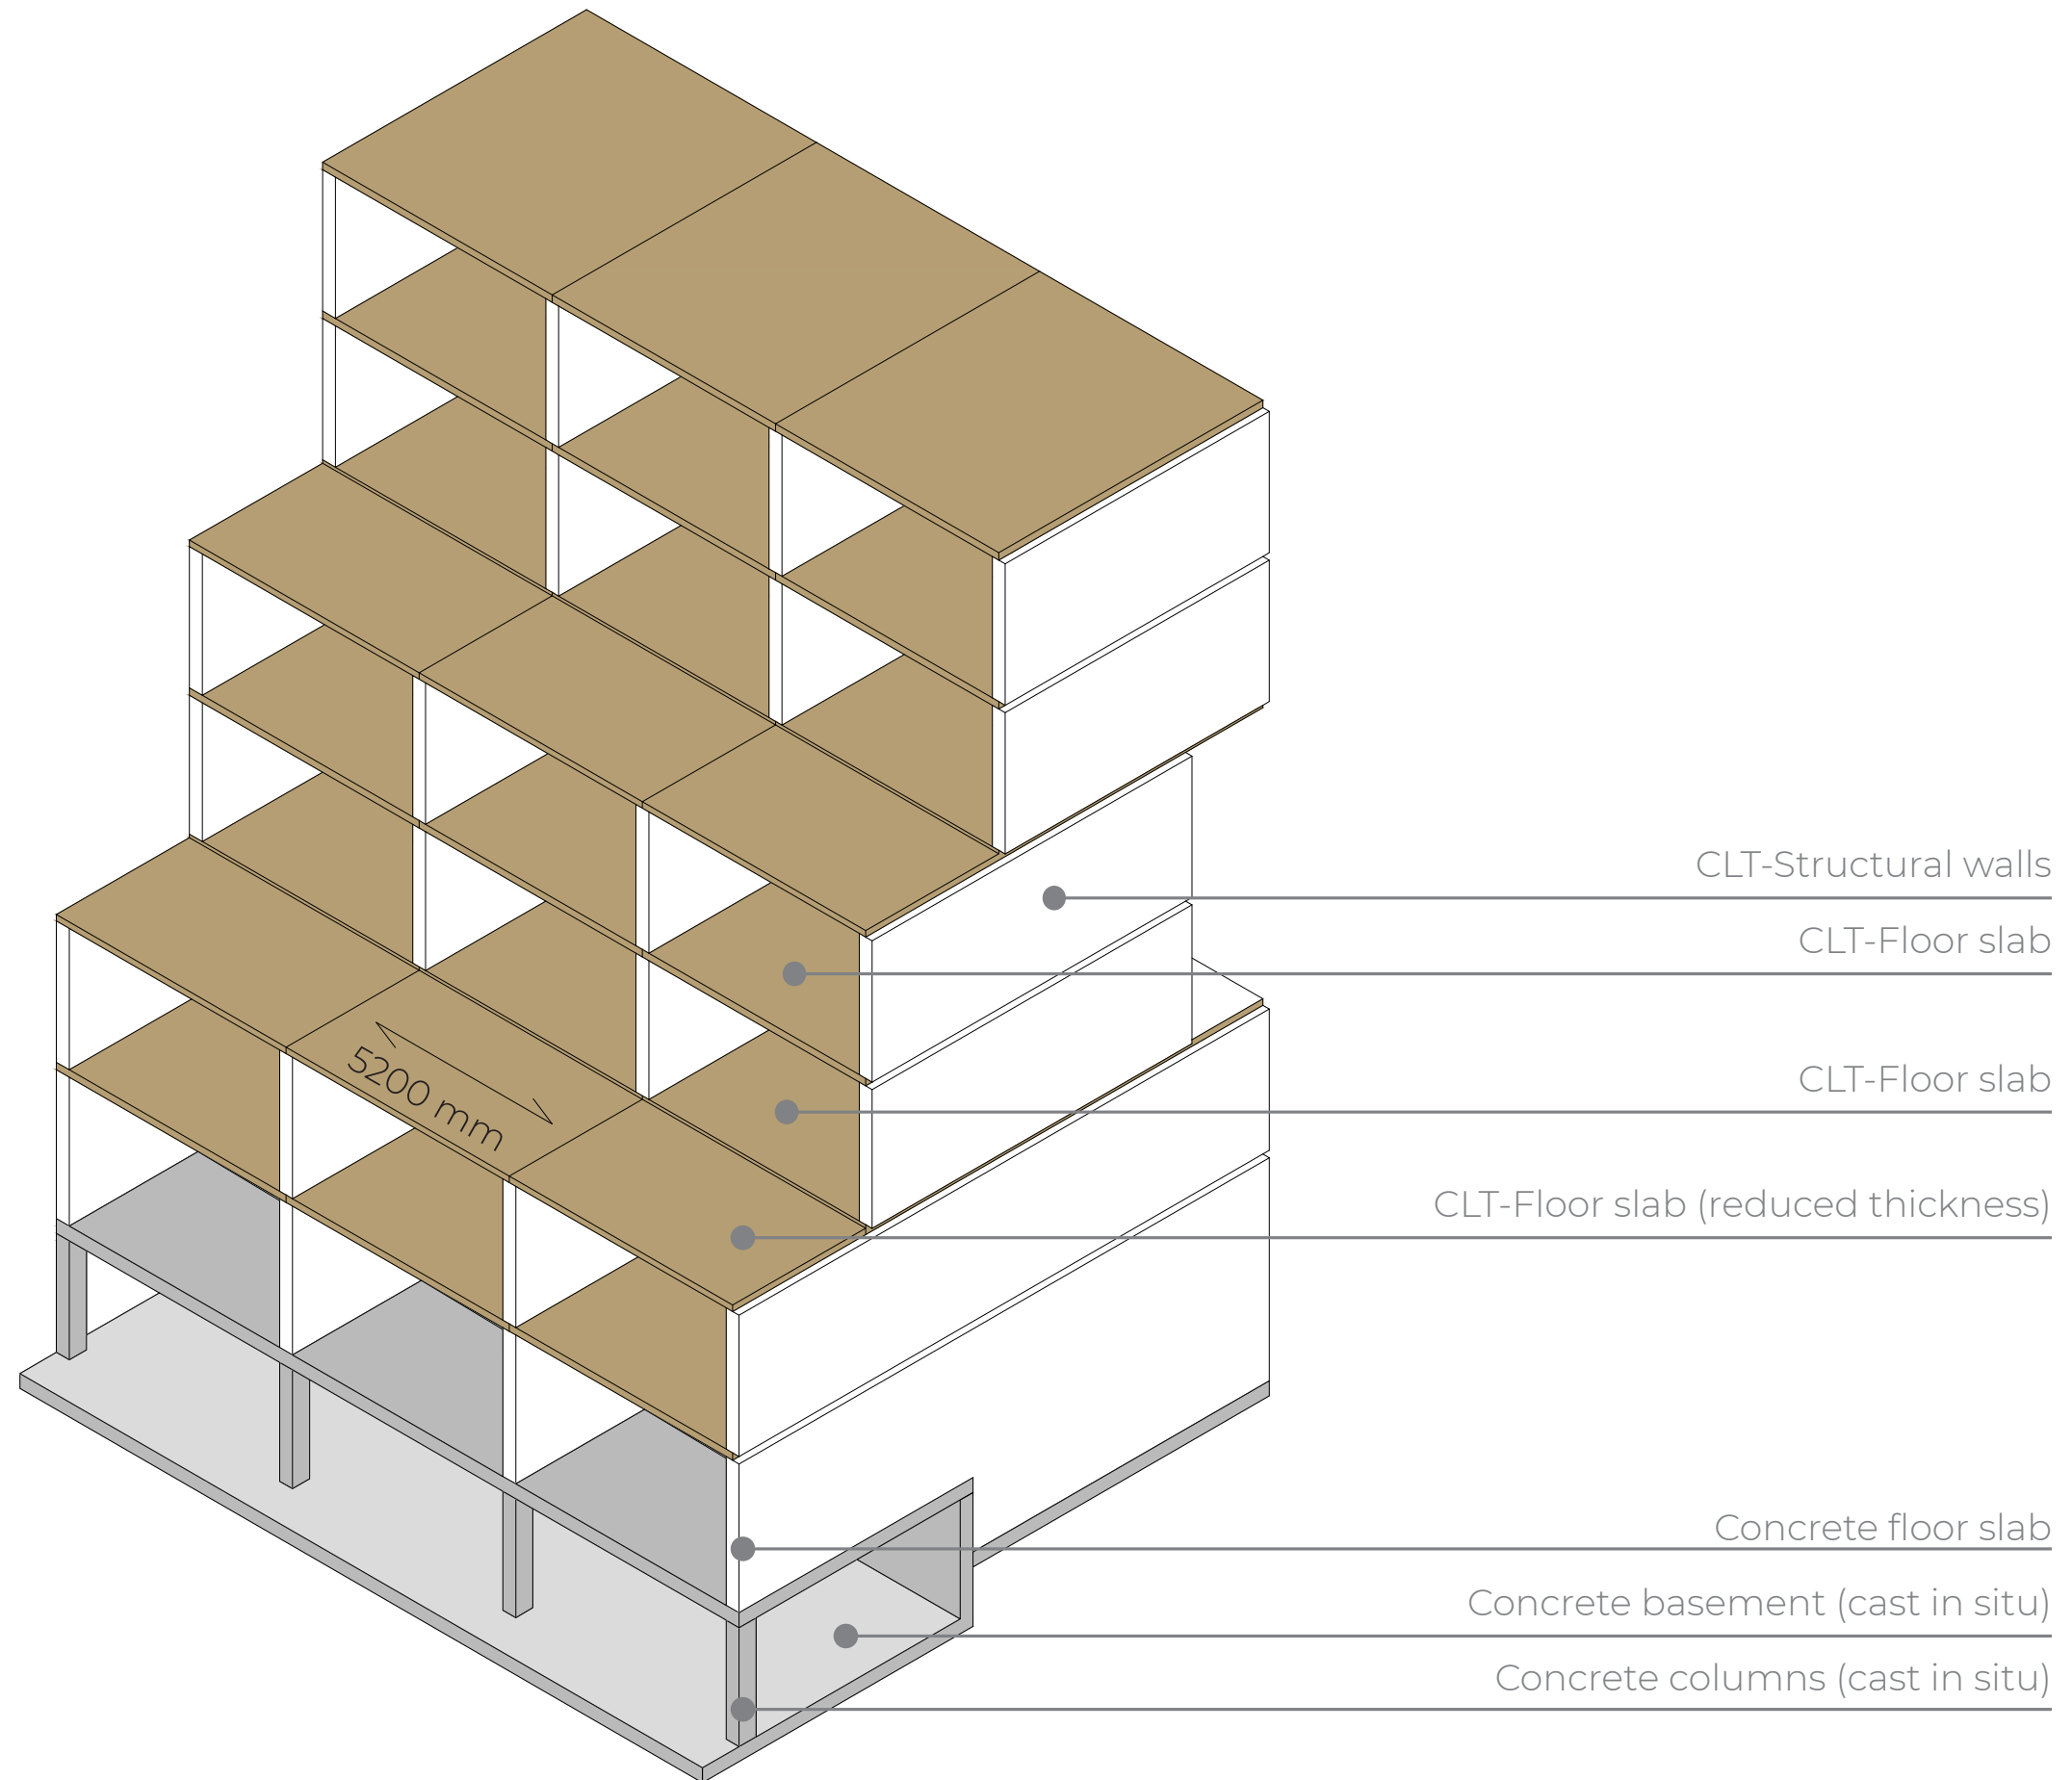 CLT-Structural walls
CLT-Floor slab
5200 mm
CLT-Floor slab
CLT-Floor slab (reduced thickness)
Concrete floor slab
Concrete basement (cast in situ)
Concrete columns (cast in situ)